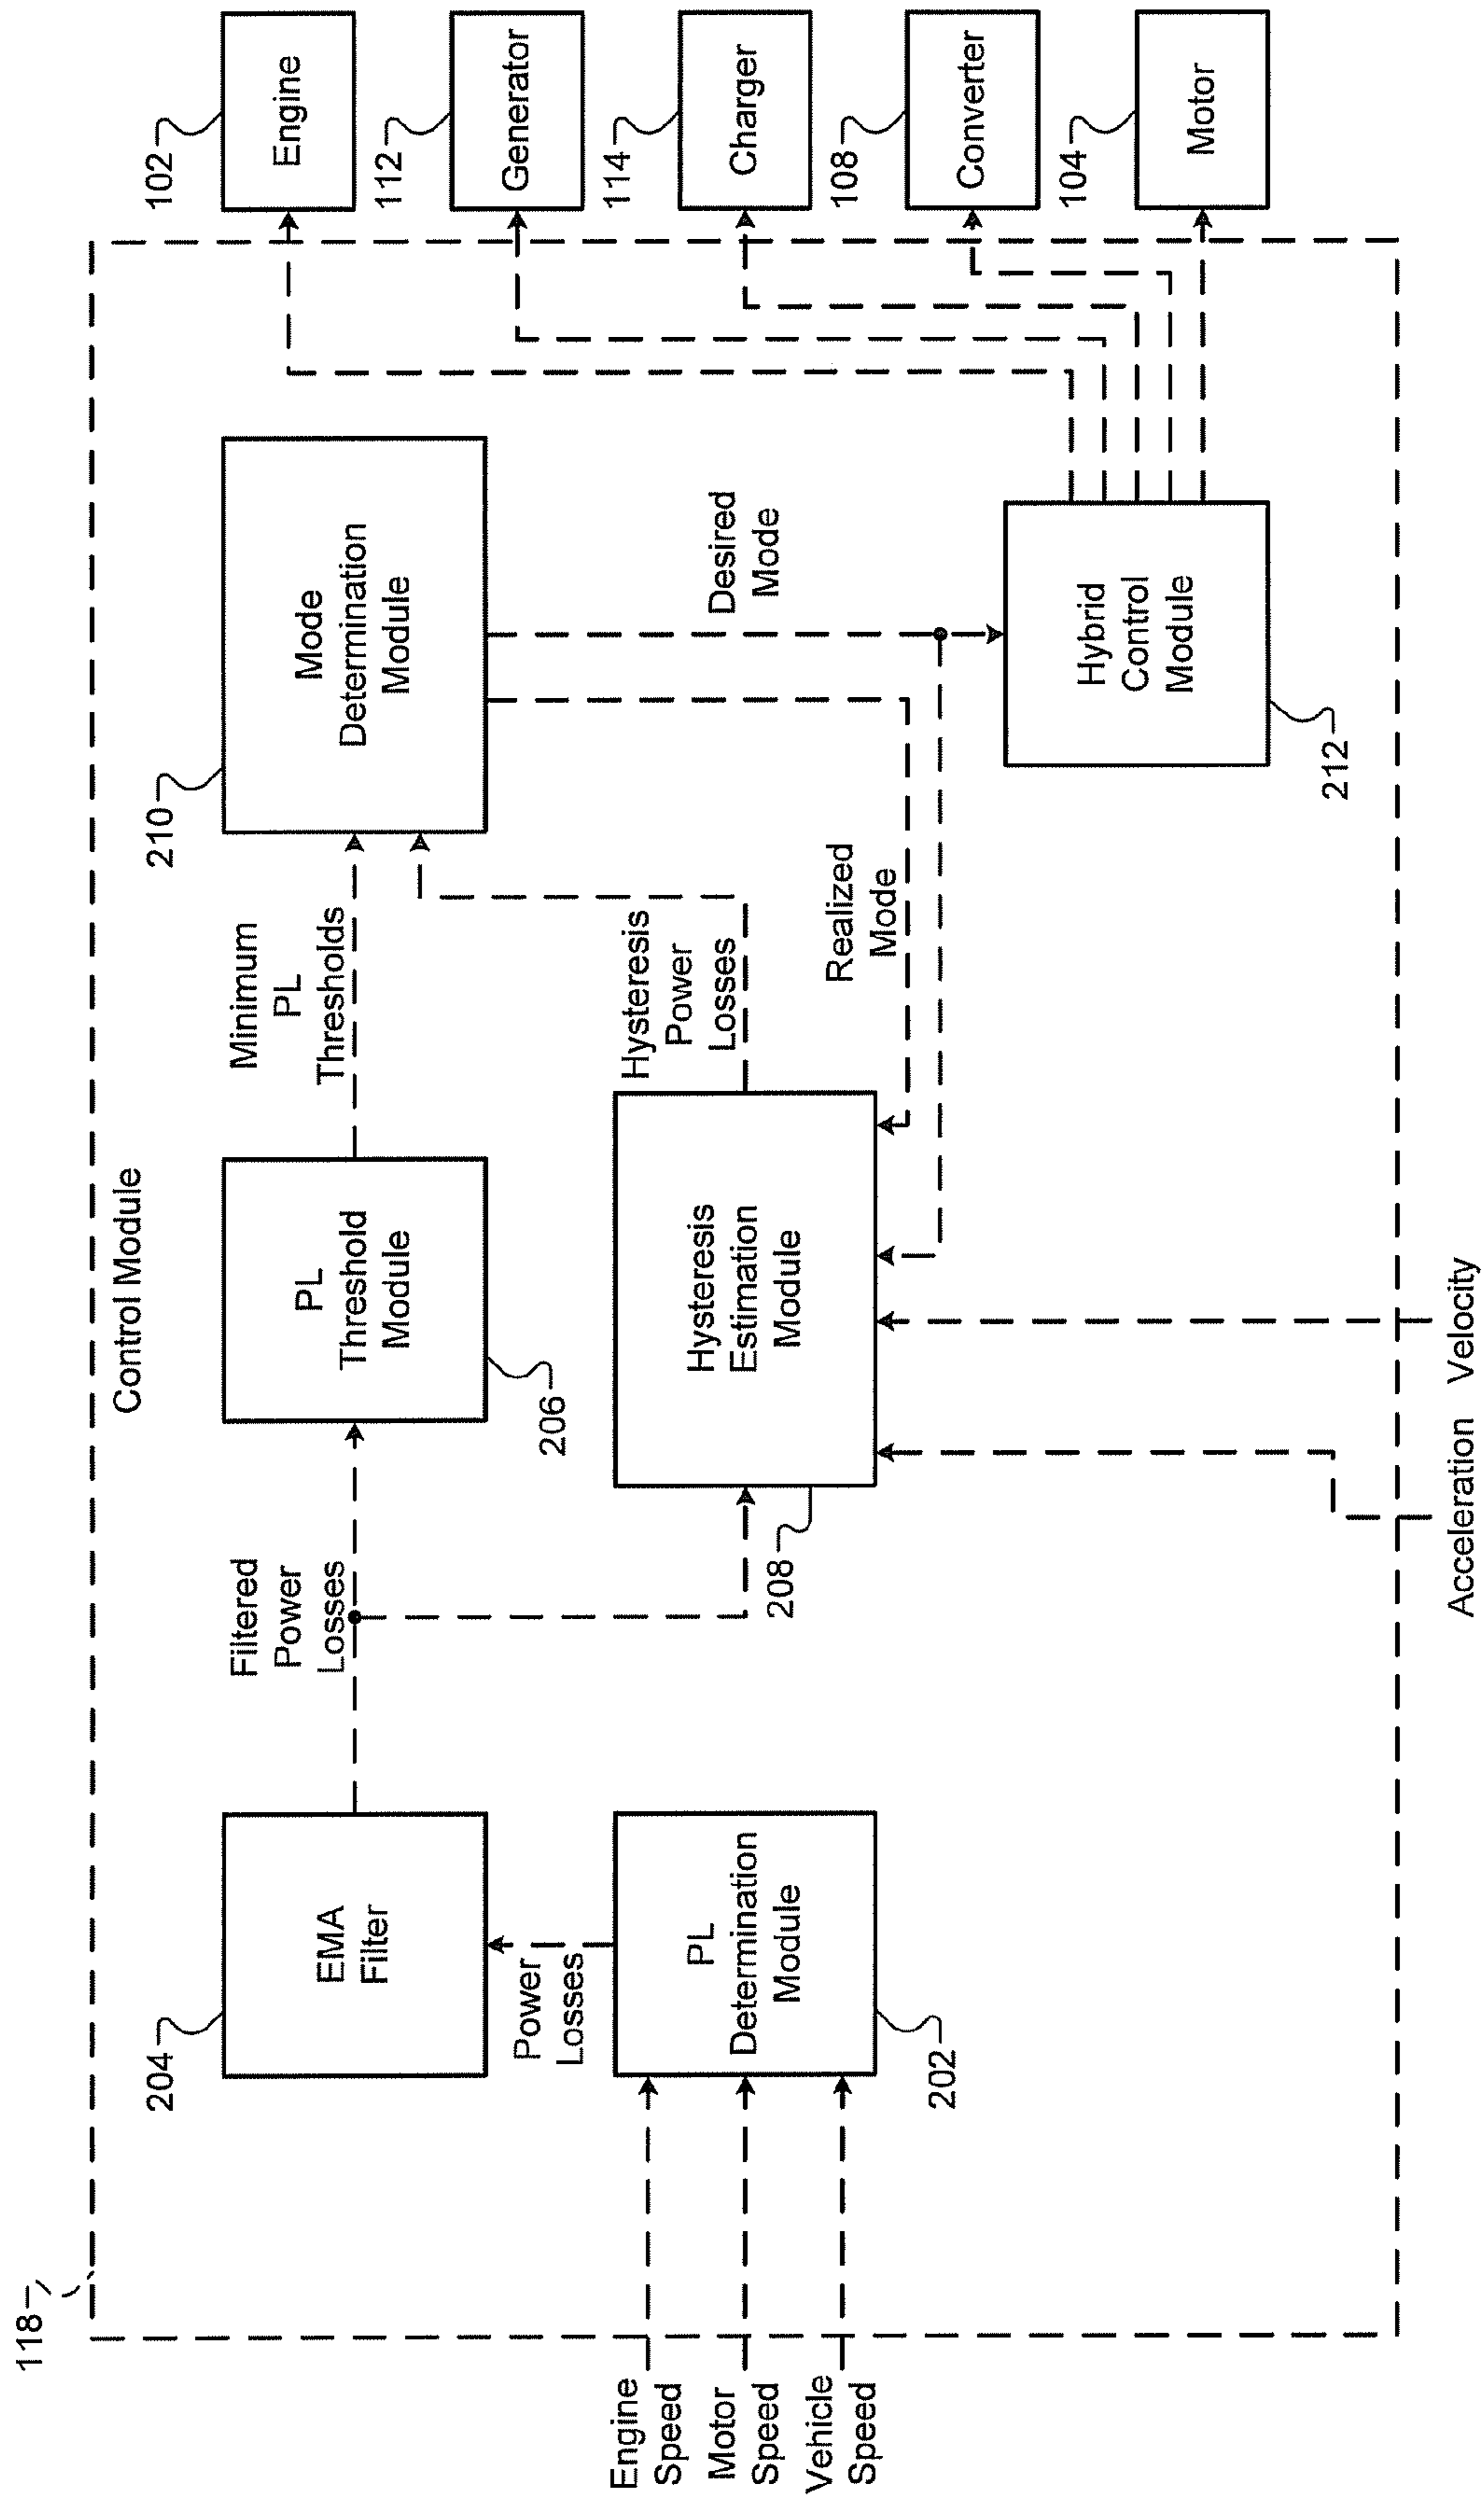 118
Control Module
Engine
Speed
Motor
Speed
Vehicle
Speed
204
EMA
Filter
Power
Losses
PL
Determination
Module
202
Filtered
Power
Losses
PL
Threshold
Module
206
Minimum
PL
Thresholds
Hysteresis
Estimation
Module
208
Hysteresis
Power
Losses
Acceleration
Velocity
210
Mode
Determination
Module
Realized
Mode
Desired
Mode
Hybrid
Control
Module
212
102
Engine
112
Generator
114
Charger
108
Converter
104
Motor